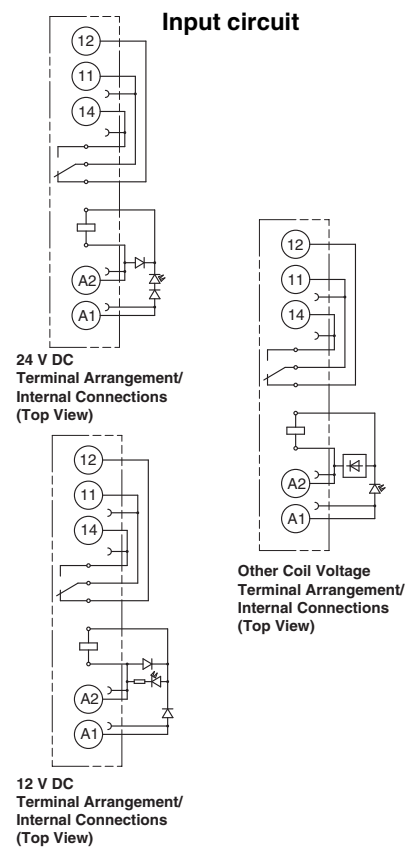 Input circuit
12
11
14
A2
A1
24 V DC
Terminal Arrangement/
Internal Connections
(Top View)
12
11
14
A2
A1
12 V DC
Terminal Arrangement/
Internal Connections
(Top View)
12
11
14
A2
A1
Other Coil Voltage
Terminal Arrangement/
Internal Connections
(Top View)